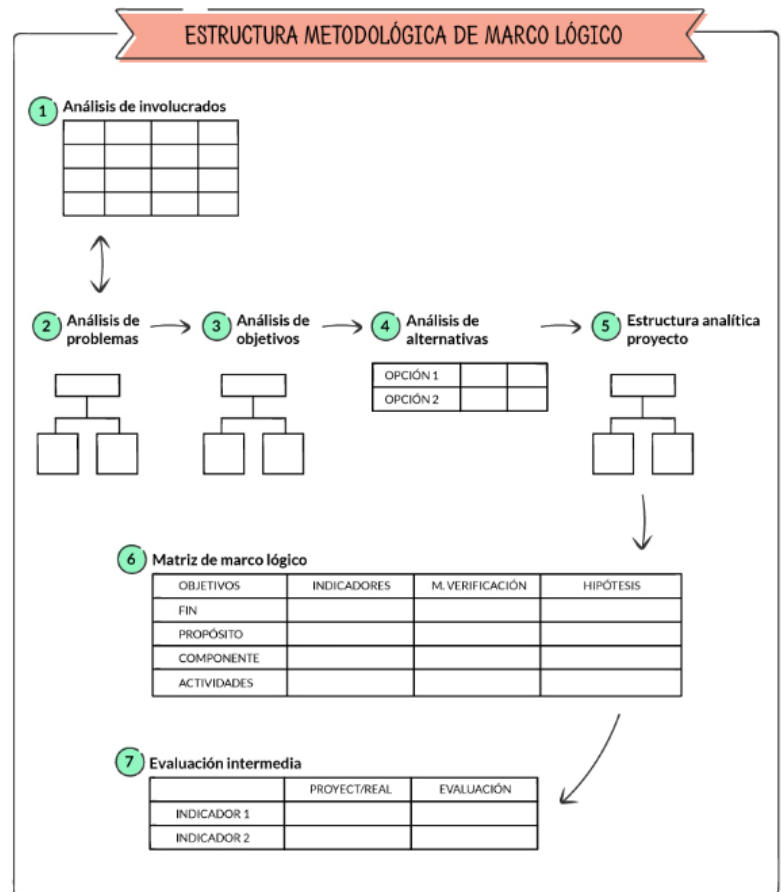 ESTRUCTURA METODOLÓGICA DE MARCO LÓGICO
1 Análisis de involucrados
2 Análisis de
problemas
3 Análisis de
objetivos
4 Análisis de
alternativas
OPCIÓN 1
OPCIÓN 2
5 Estructura analítica
proyecto
6 Matriz de marco lógico
OBJETIVOS INDICADORES M. VERIFICACIÓN HIPÓTESIS
FIN
PROPÓSITO
COMPONENTE
ACTIVIDADES
7 Evaluación intermedia
PROYECT/REAL EVALUACIÓN
INDICADOR 1
INDICADOR 2